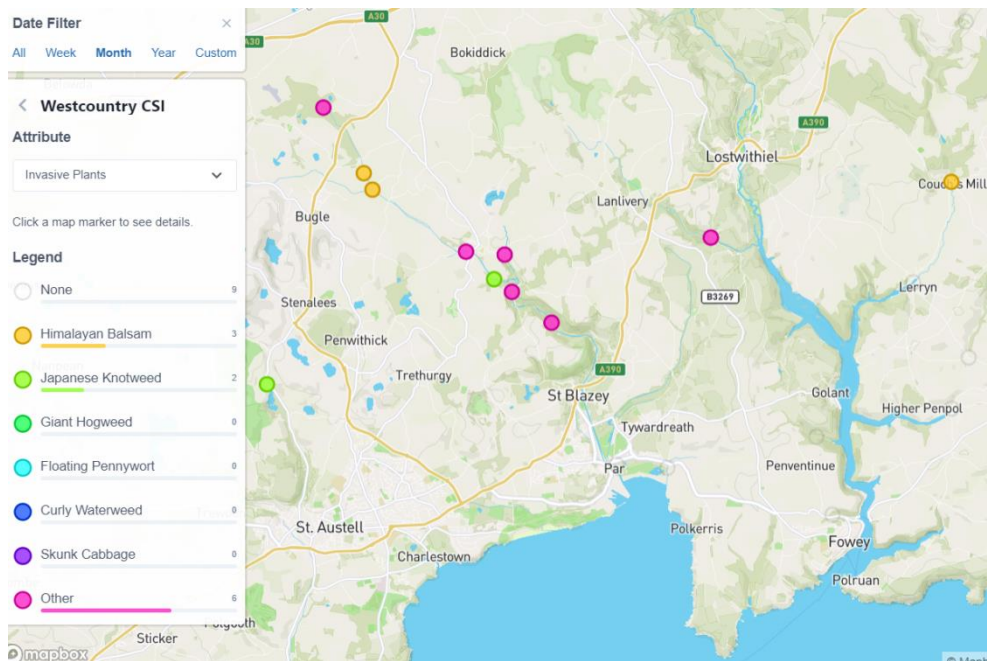 Date Filter ×
All Week Month Year Custom
Westcountry CSI
Attribute
Invasive Plants
Click a map marker to see details.
Legend
None 9
Himalayan Balsam 3
Japanese Knotweed 2
Giant Hogweed 0
Floating Pennywort 0
Curly Waterweed 0
Skunk Cabbage 0
Other 6
mapbox
A30
A30
Bokiddick
A390
Lostwithiel
Lanlivery
Bugle
B3269
Lerryn
Stenalees
Penwithick
A390
Trethurgy
St Blazey
Golant
Higher Penpol
Tywardreath
Par
Penventinue
St. Austell
Polkerris
Fowey
Charlestown
Polruan
Sticker